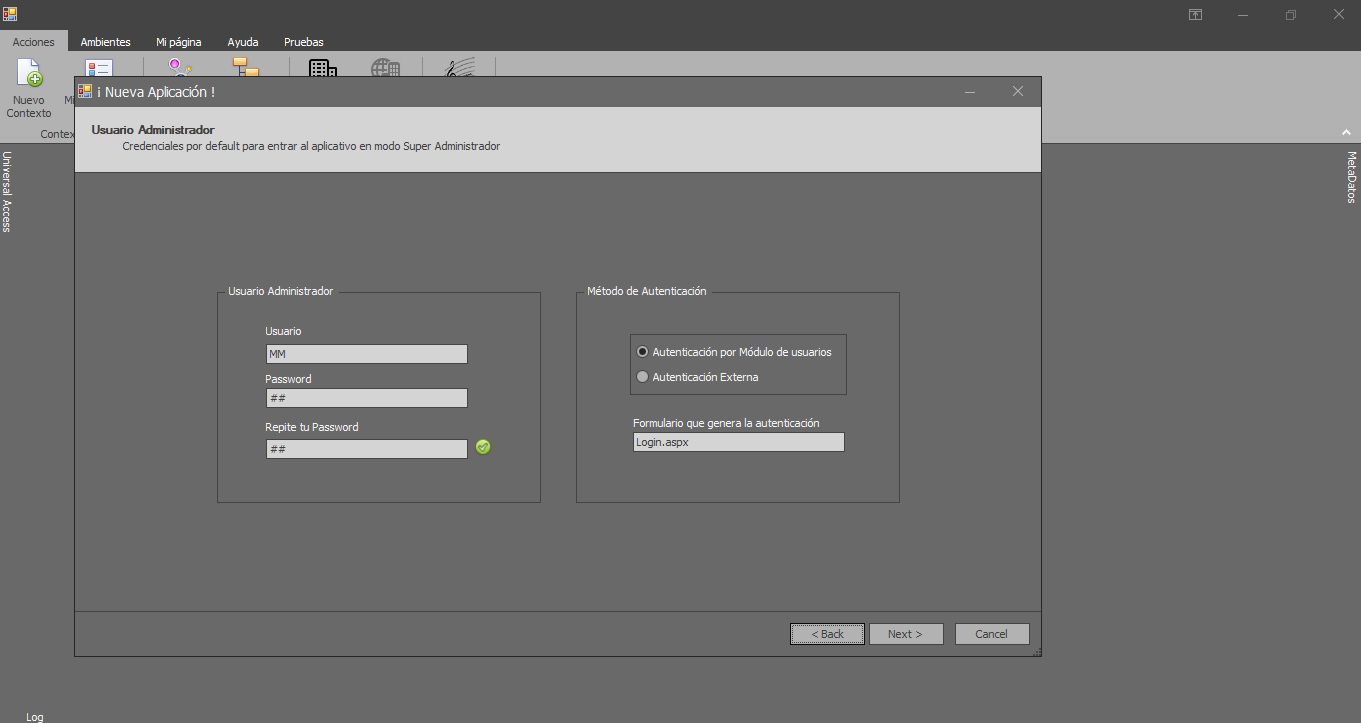 Acciones Ambientes Mi página Ayuda Pruebas
Nuevo
Contexto
Contex
¡ Nueva Aplicación !
Usuario Administrador
Credenciales por default para entrar al aplicativo en modo Super Administrador
Universal Access
MetaDatos
Usuario Administrador
Usuario
MM
Password
##
Repite tu Password
##
Método de Autenticación
Autenticación por Módulo de usuarios
Autenticación Externa
Formulario que genera la autenticación
Login.aspx
< Back Next > Cancel
Log